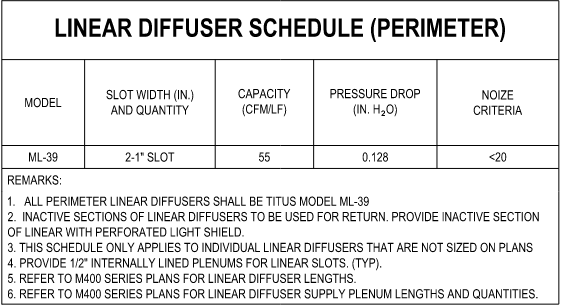 LINEAR DIFFUSER SCHEDULE (PERIMETER)
MODEL
SLOT WIDTH (IN.)
AND QUANTITY
CAPACITY
(CFM/LF)
PRESSURE DROP
(IN. H₂O)
NOIZE
CRITERIA
ML-39
2-1" SLOT
55
0.128
<20
REMARKS:
1. ALL PERIMETER LINEAR DIFFUSERS SHALL BE TITUS MODEL ML-39
2. INACTIVE SECTIONS OF LINEAR DIFFUSERS TO BE USED FOR RETURN. PROVIDE INACTIVE SECTION
OF LINEAR WITH PERFORATED LIGHT SHIELD.
3. THIS SCHEDULE ONLY APPLIES TO INDIVIDUAL LINEAR DIFFUSERS THAT ARE NOT SIZED ON PLANS
4. PROVIDE 1/2" INTERNALLY LINED PLENUMS FOR LINEAR SLOTS. (TYP).
5. REFER TO M400 SERIES PLANS FOR LINEAR DIFFUSER LENGTHS.
6. REFER TO M400 SERIES PLANS FOR LINEAR DIFFUSER SUPPLY PLENUM LENGTHS AND QUANTITIES.